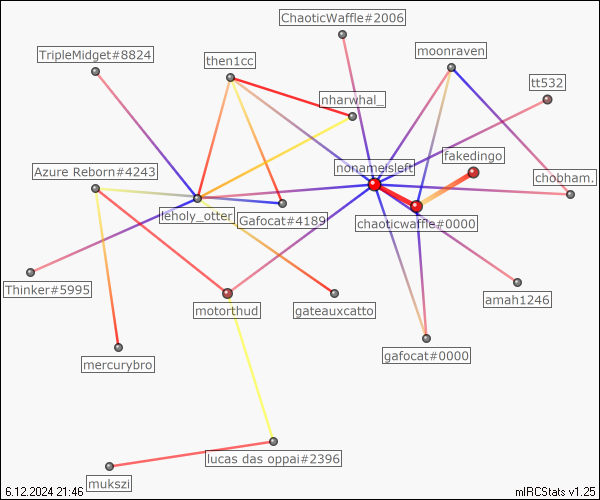 ChaoticWaffle#2006
TripleMidget#8824
moonraven
then1cc
tt532
nharwhal_
fakedingo
nonameisleft
Azure Reborn#4243
chobham.
leholy_otter
Gafocat#4189
chaoticwaffle#0000
Thinker#5995
amah1246
motorthud
gateauxcatto
gafocat#0000
mercurybro
lucas das oppai#2396
mukszi
6.12.2024 21:46
mIRCStats v1.25